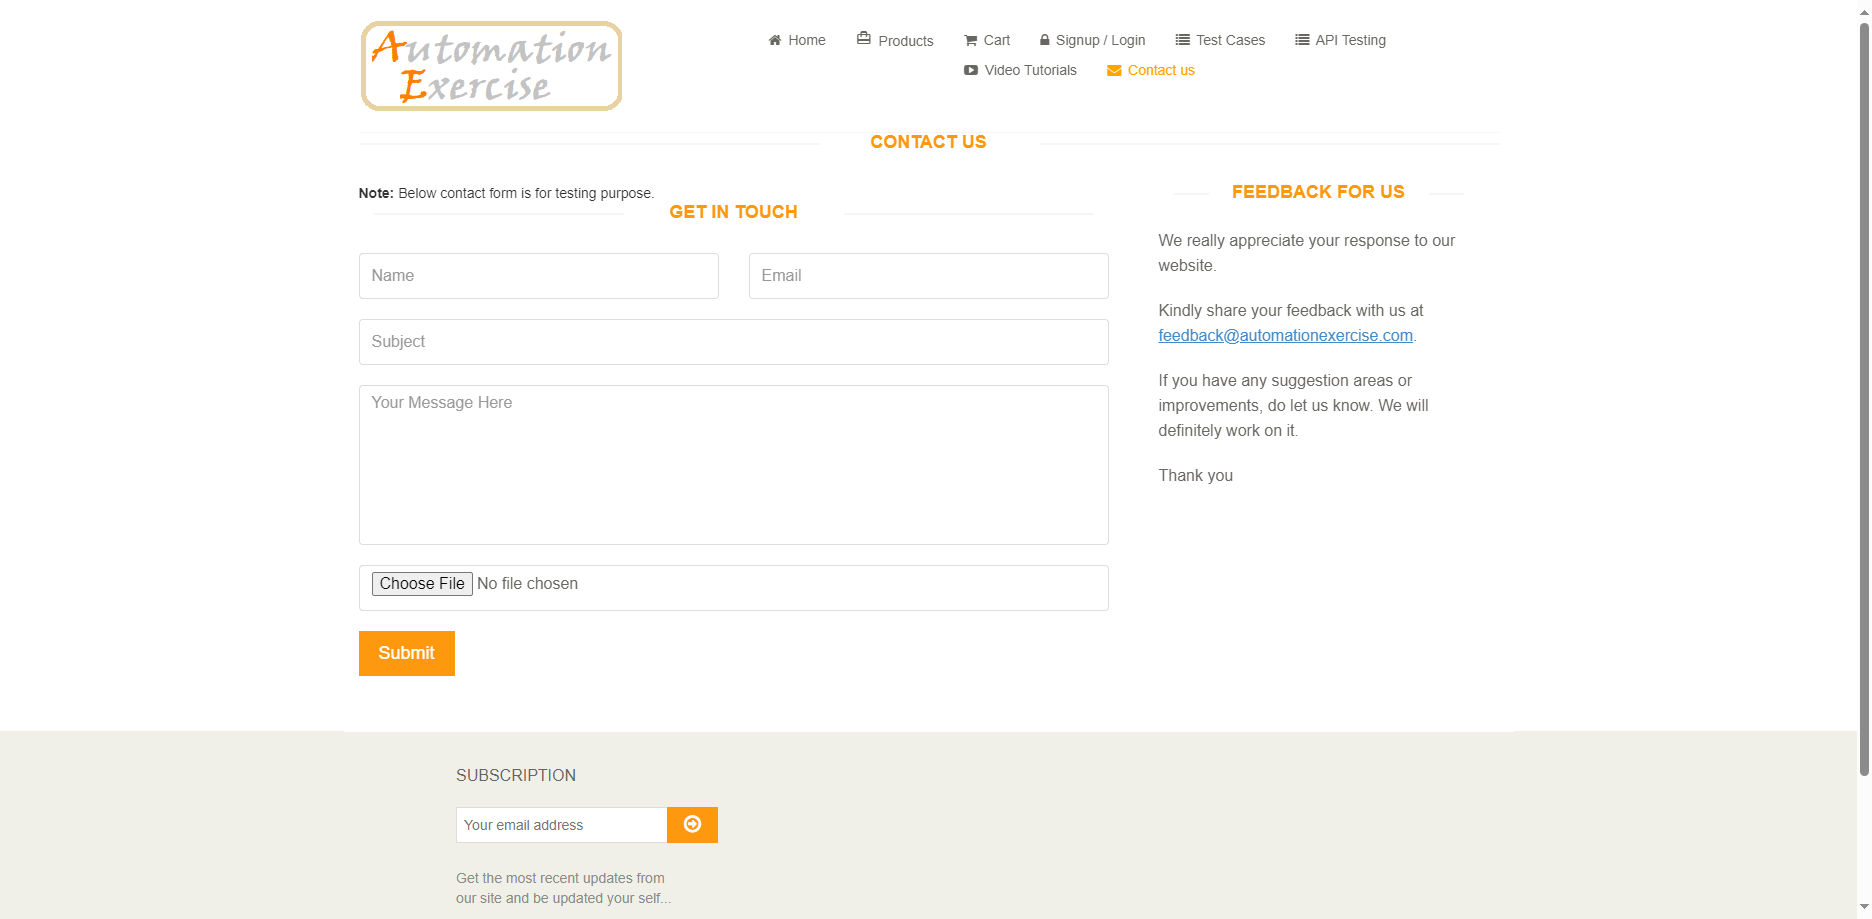 Automation
Exercise
Home
Products
Cart
Signup / Login
Test Cases
API Testing
Video Tutorials
Contact us
CONTACT US
Note: Below contact form is for testing purpose.
GET IN TOUCH
Name
Email
Subject
Your Message Here
Choose File No file chosen
Submit
FEEDBACK FOR US
We really appreciate your response to our
website.
Kindly share your feedback with us at
feedback@automationexercise.com.
If you have any suggestion areas or
improvements, do let us know. We will
definitely work on it.
Thank you
SUBSCRIPTION
Your email address
Get the most recent updates from
our site and be updated your self...